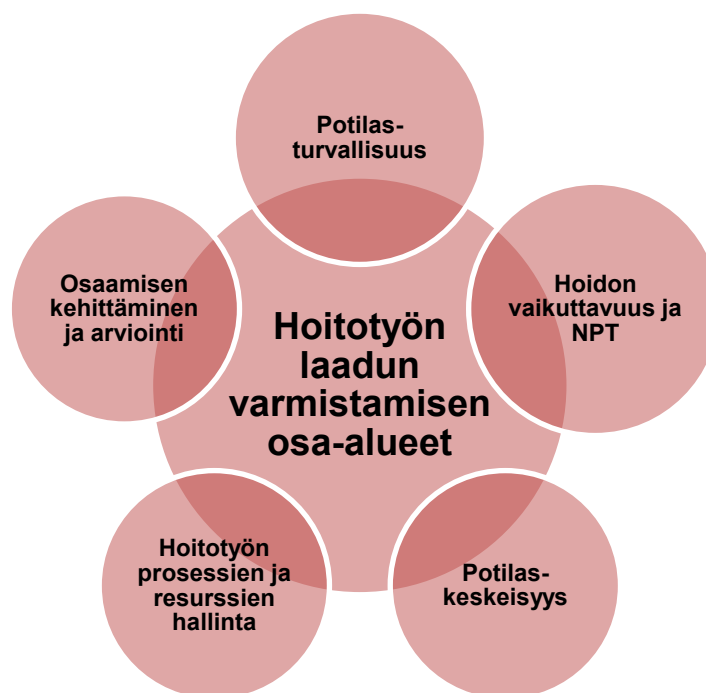 Potilas-
turvallisuus
Osaamisen
kehittäminen
ja arviointi
Hoidon
vaikuttavuus ja
NPT
Hoitotyön
laadun
varmistamisen
osa-alueet
Hoitotyön
prosessien ja
resurssien
hallinta
Potilas-
keskeisyys